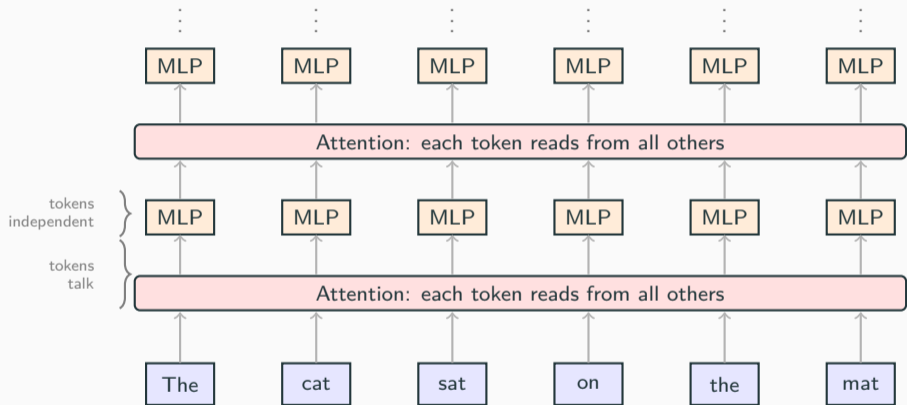 MLP MLP MLP MLP MLP MLP
Attention: each token reads from all others
tokens
independent
MLP MLP MLP MLP MLP MLP
tokens
talk
Attention: each token reads from all others
The cat sat on the mat